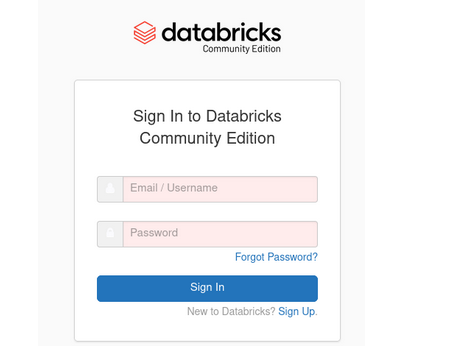 databricks
Community Edition
Sign In to Databricks
Community Edition
Email / Username
Password
Forgot Password?
Sign In
New to Databricks? Sign Up.